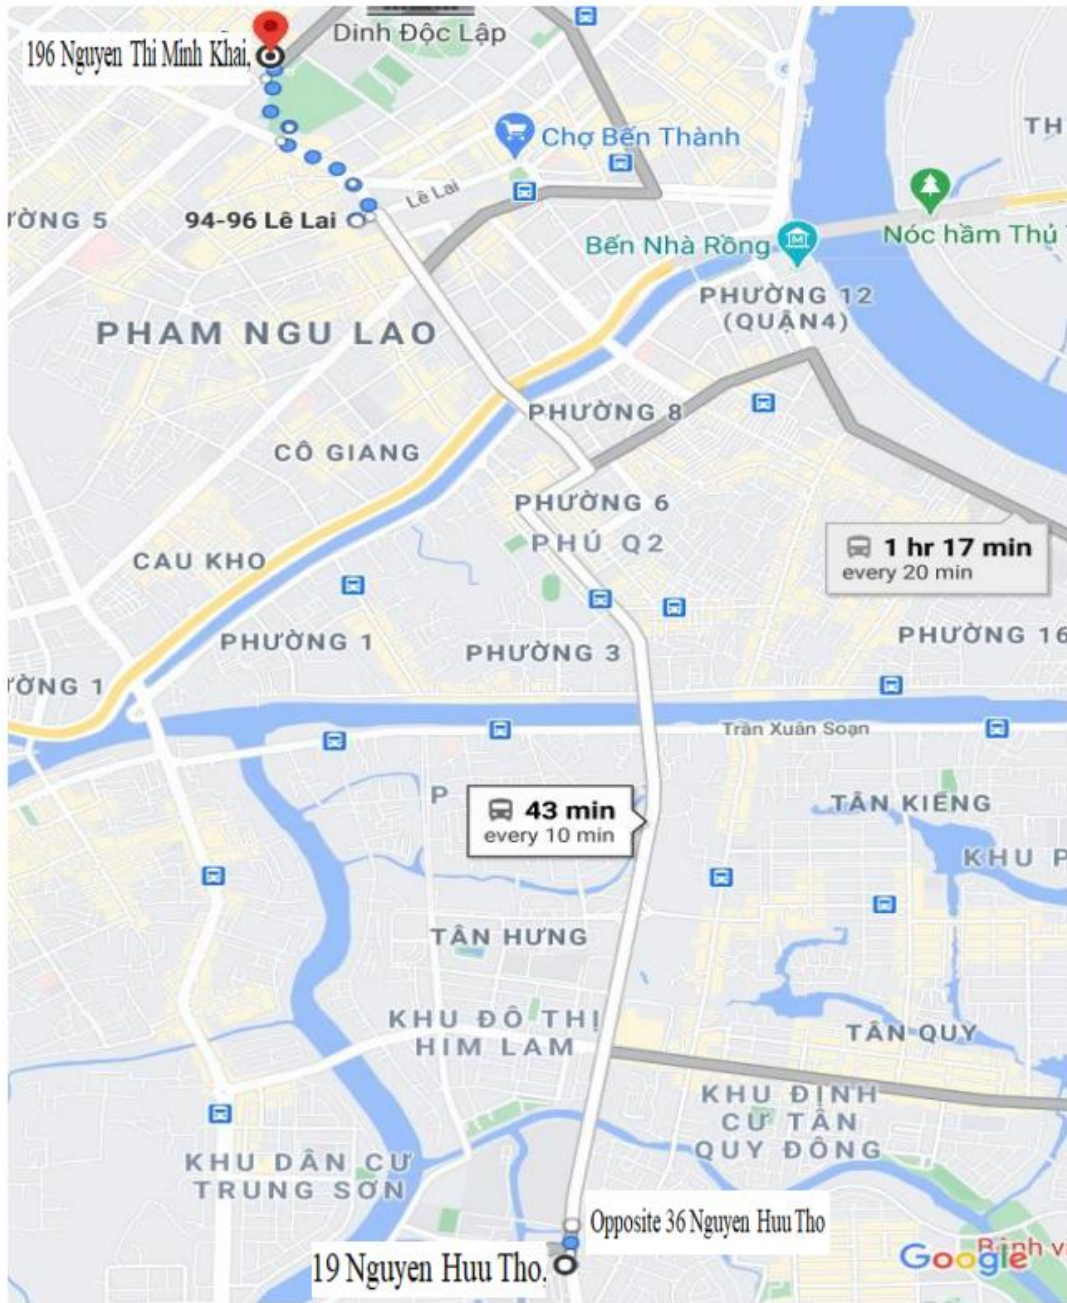 Dinh Độc Lập
196 Nguyen Thi Minh Khai,
TH
Chợ Bến Thành
Lê Lai
94-96 Lê Lai
ƯỜNG 5
Bến Nhà Rồng
Nóc hầm Thủ T
PHƯỜNG 12
(QUẬN4)
PHAM NGU LAO
PHƯỜNG 8
CÔ GIANG
PHƯỜNG 6
PHÚ Q2
1 hr 17 min
every 20 min
CAU KHO
PHƯỜNG 1
PHƯỜNG 3
PHƯỜNG 16
ƯỜNG 1
Trần Xuân Soạn
P
43 min
every 10 min
TÂN KIỂNG
KHU P
TÂN HƯNG
KHU ĐÔ THỊ
HIM LAM
TÂN QUY
KHU ĐỊNH
CƯ TÂN
QUY ĐÔNG
KHU DÂN CƯ
TRUNG SƠN
Opposite 36 Nguyen Huu Tho
19 Nguyen Huu Tho,
Google